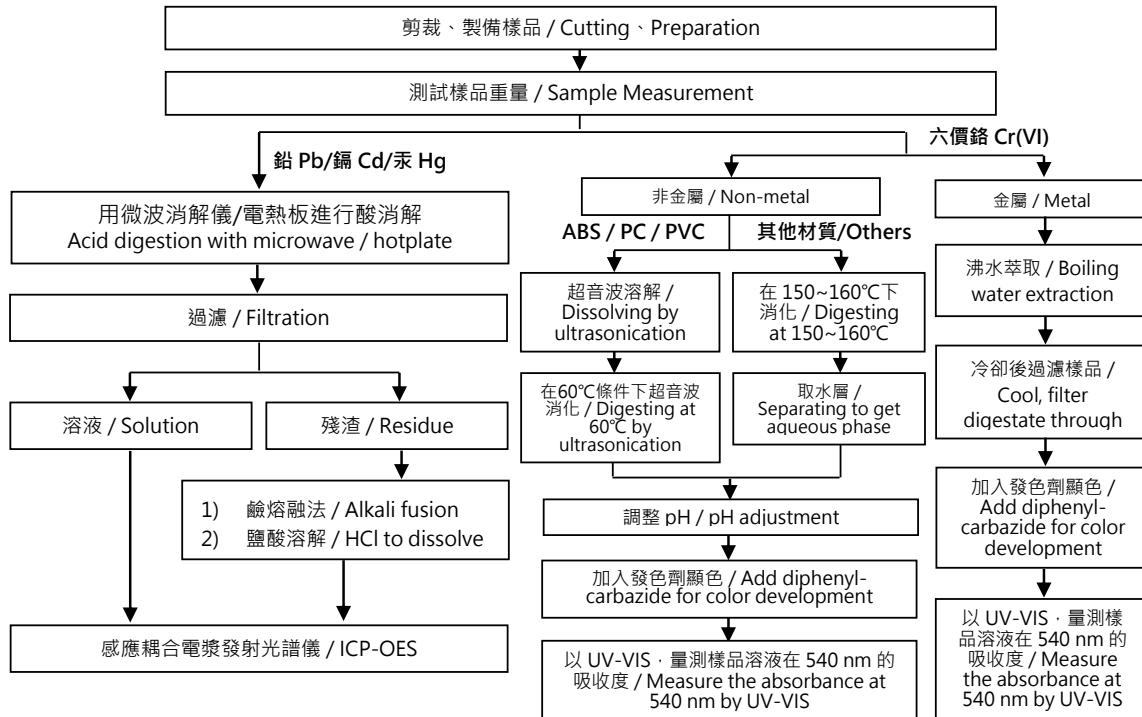 剪裁、製備樣品 / Cutting、Preparation
測試樣品重量 / Sample Measurement
鉛 Pb/鎘 Cd/汞 Hg
六價鉻 Cr(VI)
用微波消解儀/電熱板進行酸消解
Acid digestion with microwave / hotplate
過濾 / Filtration
溶液 / Solution
殘渣 / Residue
1) 鹼熔融法 / Alkali fusion
2) 鹽酸溶解 / HCl to dissolve
感應耦合電漿發射光譜儀 / ICP-OES
非金屬 / Non-metal
ABS / PC / PVC
其他材質/Others
超音波溶解 /
Dissolving by
ultrasonication
在60℃條件下超音波
消化 / Digesting at
60℃ by
ultrasonication
在 150~160℃下
消化 / Digesting
at 150~160℃
取水層 /
Separating to get
aqueous phase
調整 pH / pH adjustment
加入發色劑顯色 / Add diphenyl-
carbazide for color development
以 UV-VIS，量測樣品溶液在 540 nm 的
吸收度 / Measure the absorbance at
540 nm by UV-VIS
金屬 / Metal
沸水萃取 / Boiling
water extraction
冷卻後過濾樣品 /
Cool, filter
digestate through
加入發色劑顯色 /
Add diphenyl-
carbazide for color
development
以 UV-VIS，量測樣
品溶液在 540 nm 的
吸收度 / Measure
the absorbance at
540 nm by UV-VIS